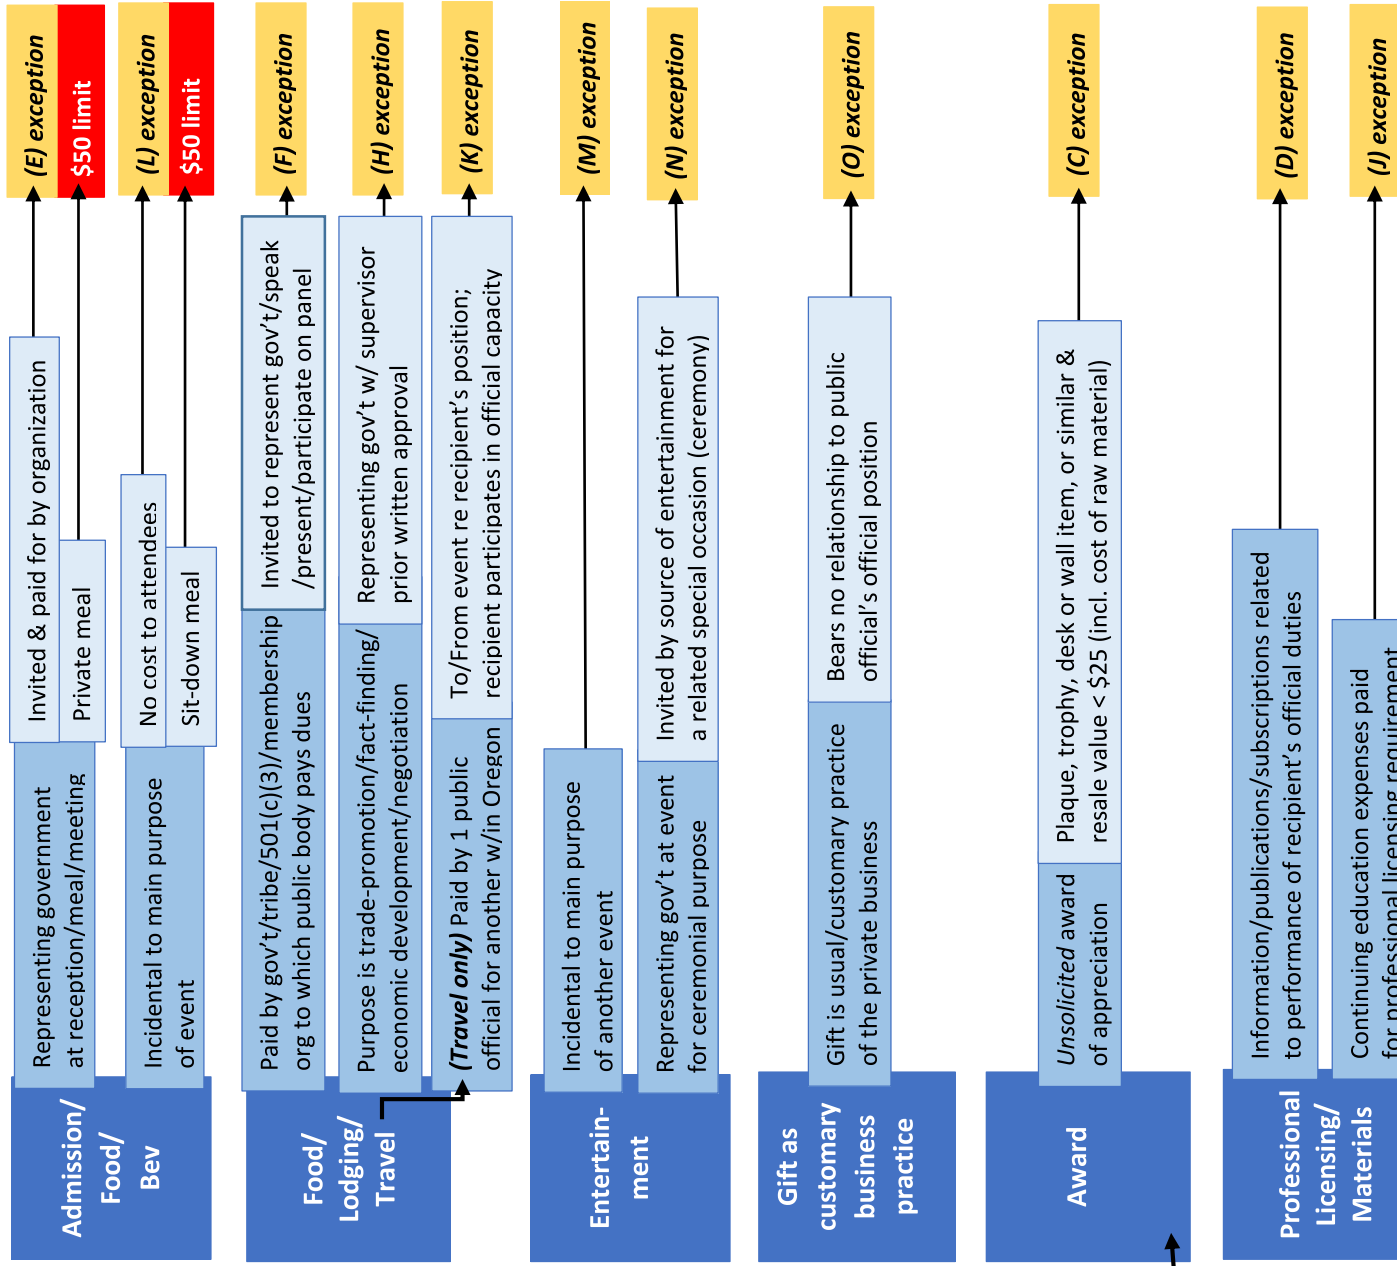 Admission/
Food/
Bev
Representing government
at reception/meal/meeting
Invited & paid for by organization
(E) exception
Private meal
$50 limit
Incidental to main purpose
of event
No cost to attendees
(L) exception
Sit-down meal
$50 limit
Food/
Lodging/
Travel
Paid by gov't/tribe/501(c)(3)/membership
org to which public body pays dues
Invited to represent gov't/speak
/present/participate on panel
(F) exception
Purpose is trade-promotion/fact-finding/
economic development/negotiation
Representing gov't w/ supervisor
prior written approval
(H) exception
(Travel only) Paid by 1 public
official for another w/in Oregon
To/From event re recipient's position;
recipient participates in official capacity
(K) exception
Entertain-
ment
Incidental to main purpose
of another event
(M) exception
Representing gov't at event
for ceremonial purpose
Invited by source of entertainment for
a related special occasion (ceremony)
(N) exception
Gift as
customary
business
practice
Gift is usual/customary practice
of the private business
Bears no relationship to public
official's official position
(O) exception
Award
Unsolicited award
of appreciation
Plaque, trophy, desk or wall item, or similar &
resale value < $25 (incl. cost of raw material)
(C) exception
Professional
Licensing/
Materials
Information/publications/subscriptions related
to performance of recipient's official duties
(D) exception
Continuing education expenses paid
for professional licensing requirement
(J) exception